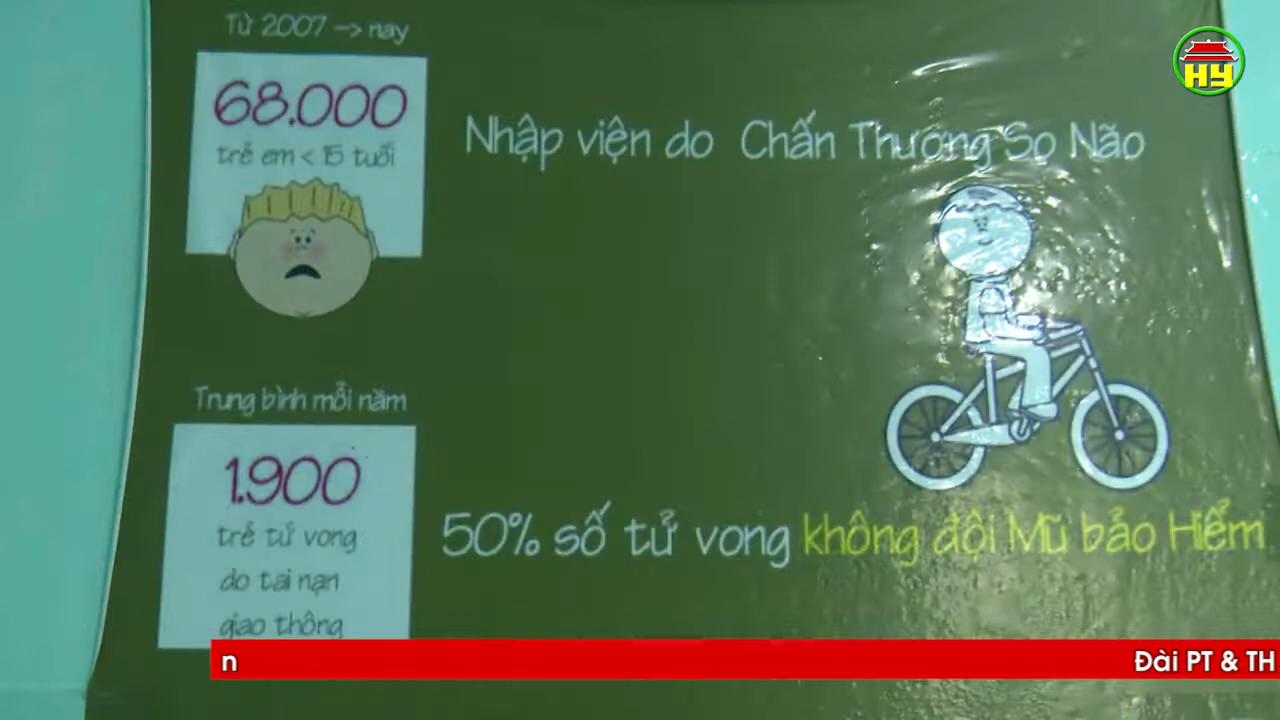 HY
Từ 2007 -> nay
68.000
trẻ em < 15 tuổi
Nhập viện do Chấn Thương Sọ Não
Trung bình mỗi năm
1.900
trẻ tử vong
do tai nạn
giao thông
50% số tử vong không đội Mũ bảo Hiểm
n Đài PT & TH